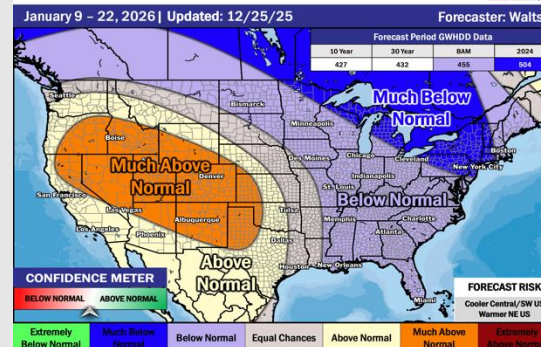 January 9 – 22, 2026 | Updated: 12/25/25
Forecaster: Walts
Forecast Period GWHDD Data
10 Year 30 Year BAM 2024
427 432 455 504
Seattle
Bismarck
Much Below
Normal
Minneapolis
Boise
Boston
Des Moines
Chicago
Cleveland
New York City
Much Above
Normal
Denver
Indianapolis
St. Louis
Below Normal
San Francisco
Las Vegas
Tulsa
Memphis
Charlotte
Los Angeles
Albuquerque
Atlanta
Phoenix
Dallas
Above
Normal
Houston
New Orleans
CONFIDENCE METER
BELOW NORMAL ABOVE NORMAL
Miami
FORECAST RISK
Cooler Central/SW US
Warmer NE US
Extremely
Below Normal
Much Below
Normal
Below Normal
Equal Chances
Above Normal
Much Above
Normal
Extremely
Above Normal